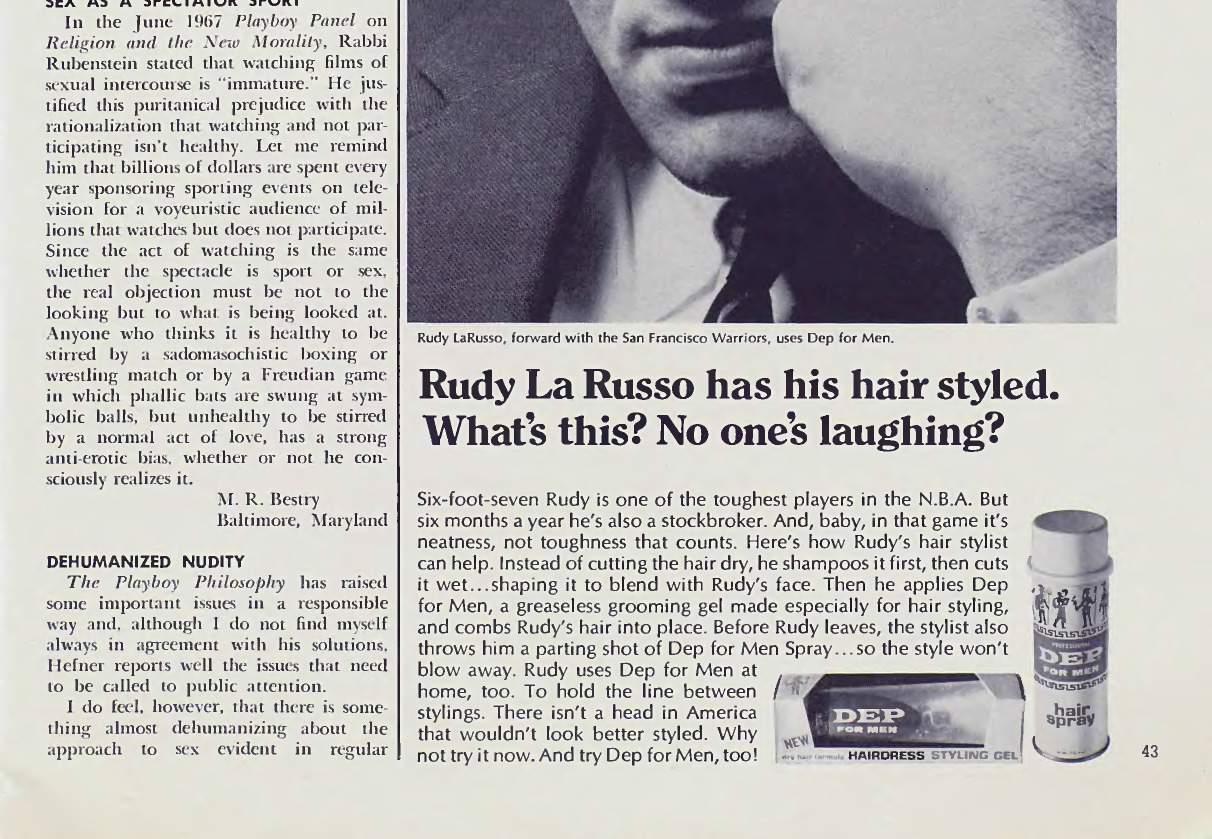 SEX AS A SPECTATOR SPORT
In the June 1967 Playboy Panel on
Religion and the New Morality, Rabbi
Rubenstein stated that watching films of
sexual intercourse is "immature." He jus-
tified this puritanical prejudice with the
rationalization that watching and not par-
ticipating isn't healthy. Let me remind
him that billions of dollars are spent every
year sponsoring sporting events on tele-
vision for a voyeuristic audience of mil-
lions that watches but does not participate.
Since the act of watching is the same
whether the spectacle is sport or sex,
the real objection must be not to the
looking but to what is being looked at.
Anyone who thinks it is healthy to be
stirred by a sadomasochistic boxing or
wrestling match or by a Freudian game
in which phallic bats are swung at sym-
bolic balls, but unhealthy to be stirred
by a normal act of love, has a strong
anti-erotic bias, whether or not he con-
sciously realizes it.
M. R. Bestry
Baltimore, Maryland
DEHUMANIZED NUDITY
The Playboy Philosophy has raised
some important issues in a responsible
way and, although I do not find myself
always in agreement with his solutions,
Hefner reports well the issues that need
to be called to public attention.
I do feel, however, that there is some-
thing almost dehumanizing about the
approach to sex evident in regular
Rudy LaRusso, forward with the San Francisco Warriors, uses Dep for Men.
Rudy La Russo has his hair styled.
What's this? No one's laughing?
Six-foot-seven Rudy is one of the toughest players in the N.B.A. But
six months a year he's also a stockbroker. And, baby, in that game it's
neatness, not toughness that counts. Here's how Rudy's hair stylist
can help. Instead of cutting the hair dry, he shampoos it first, then cuts
it wet...shaping it to blend with Rudy's face. Then he applies Dep
for Men, a greaseless grooming gel made especially for hair styling,
and combs Rudy's hair into place. Before Rudy leaves, the stylist also
throws him a parting shot of Dep for Men Spray...so the style won't
blow away. Rudy uses Dep for Men at
home, too. To hold the line between
stylings. There isn't a head in America
that wouldn't look better styled. Why
not try it now. And try Dep for Men, too!
DEP
FOR MEN
NEW
dry hair formula HAIRDRESS STYLING GEL
DEP
FOR MEN
hair
spray
43